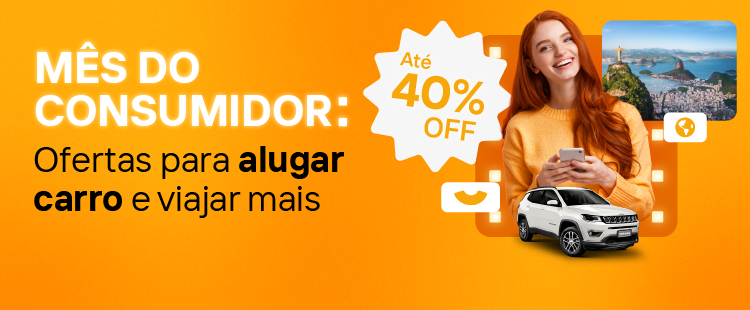 MÊS DO
CONSUMIDOR:
Ofertas para alugar
carro e viajar mais
Até
40%
OFF